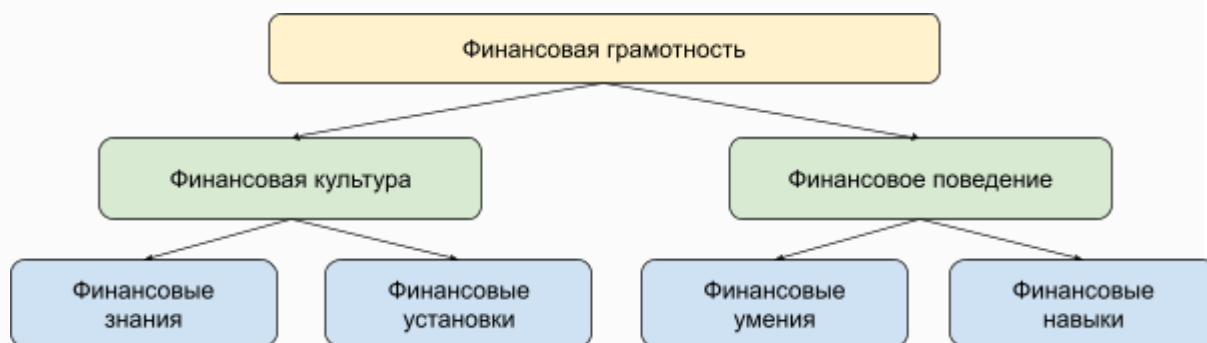 Финансовая грамотность
Финансовая культура
Финансовое поведение
Финансовые
знания
Финансовые
установки
Финансовые
умения
Финансовые
навыки